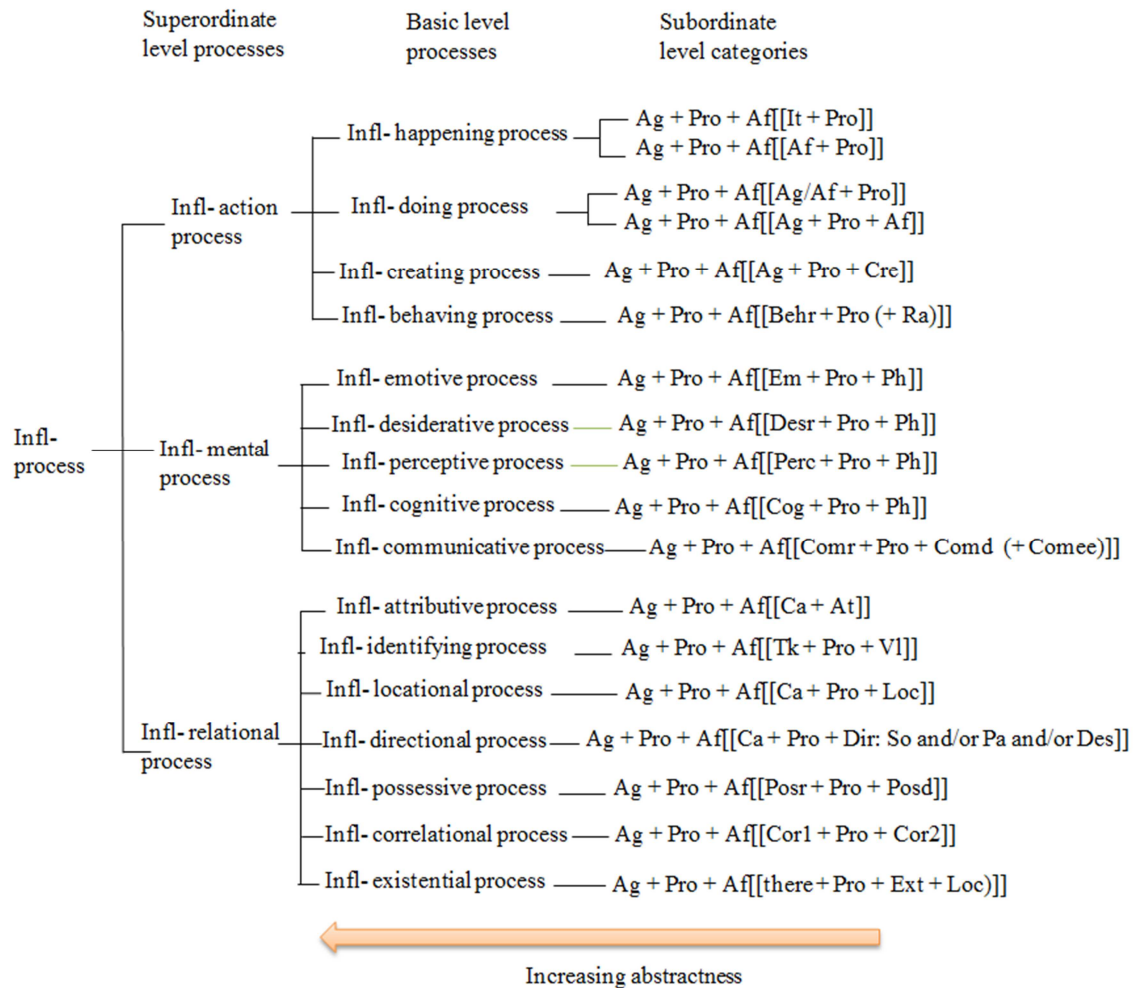 Superordinate
level processes
Basic level
processes
Subordinate
level categories
Infl- happening process
Ag + Pro + Af[[It + Pro]]
Ag + Pro + Af[[Af + Pro]]
Infl- action
process
Infl- doing process
Ag + Pro + Af[[Ag/Af + Pro]]
Ag + Pro + Af[[Ag + Pro + Af]]
Infl- creating process
Ag + Pro + Af[[Ag + Pro + Cre]]
Infl- behaving process
Ag + Pro + Af[[Behr + Pro (+ Ra)]]
Infl- emotive process
Ag + Pro + Af[[Em + Pro + Ph]]
Infl- desiderative process
Ag + Pro + Af[[Desr + Pro + Ph]]
Infl-
process
Infl- mental
process
Infl- perceptive process
Ag + Pro + Af[[Perc + Pro + Ph]]
Infl- cognitive process
Ag + Pro + Af[[Cog + Pro + Ph]]
Infl- communicative process
Ag + Pro + Af[[Comr + Pro + Comd (+ Comee)]]
Infl- attributive process
Ag + Pro + Af[[Ca + At]]
Infl- identifying process
Ag + Pro + Af[[Tk + Pro + Vl]]
Infl- locational process
Ag + Pro + Af[[Ca + Pro + Loc]]
Infl- relational
process
Infl- directional process
Ag + Pro + Af[[Ca + Pro + Dir: So and/or Pa and/or Des]]
Infl- possessive process
Ag + Pro + Af[[Posr + Pro + Posd]]
Infl- correlational process
Ag + Pro + Af[[Cor1 + Pro + Cor2]]
Infl- existential process
Ag + Pro + Af[[there + Pro + Ext + Loc)]]
Increasing abstractness